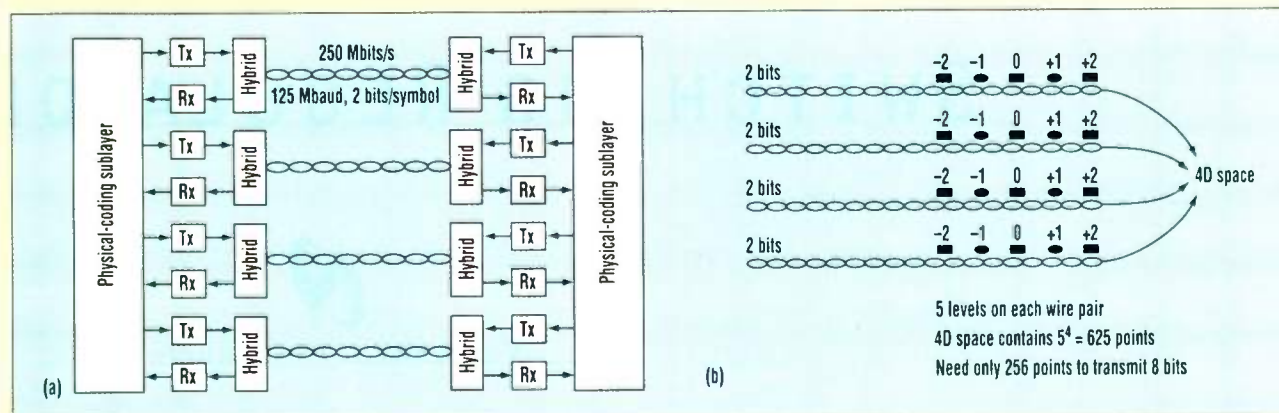 Physical-coding sublayer
Tx
Rx
Hybrid
Tx
Rx
Hybrid
Tx
Rx
Hybrid
Tx
Rx
Hybrid
250 Mbits/s
125 Mbaud, 2 bits/symbol
Hybrid
Tx
Rx
Hybrid
Tx
Rx
Hybrid
Tx
Rx
Hybrid
Tx
Rx
Physical-coding sublayer
(a)
2 bits
−2 −1 0 +1 +2
2 bits
−2 −1 0 +1 +2
2 bits
−2 −1 0 +1 +2
2 bits
−2 −1 0 +1 +2
4D space
5 levels on each wire pair
4D space contains 5⁴ = 625 points
Need only 256 points to transmit 8 bits
(b)